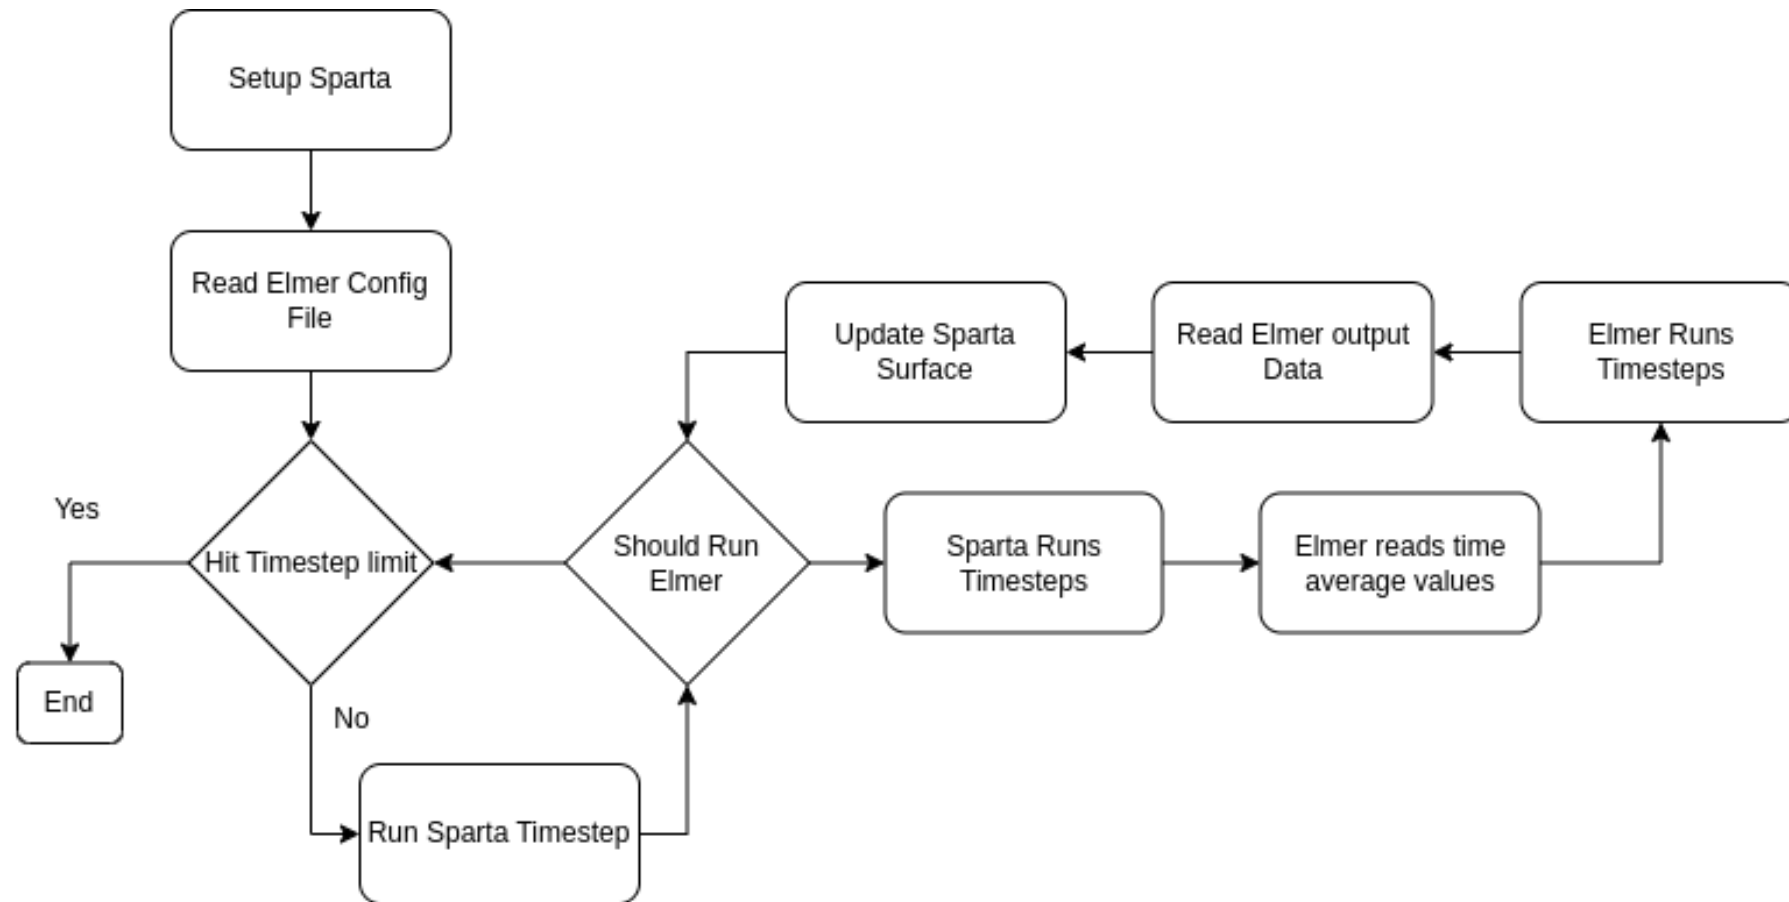 Setup Sparta
Read Elmer Config
File
Update Sparta
Surface
Read Elmer output
Data
Elmer Runs
Timesteps
Yes
Hit Timestep limit
Should Run
Elmer
Sparta Runs
Timesteps
Elmer reads time
average values
End
No
Run Sparta Timestep